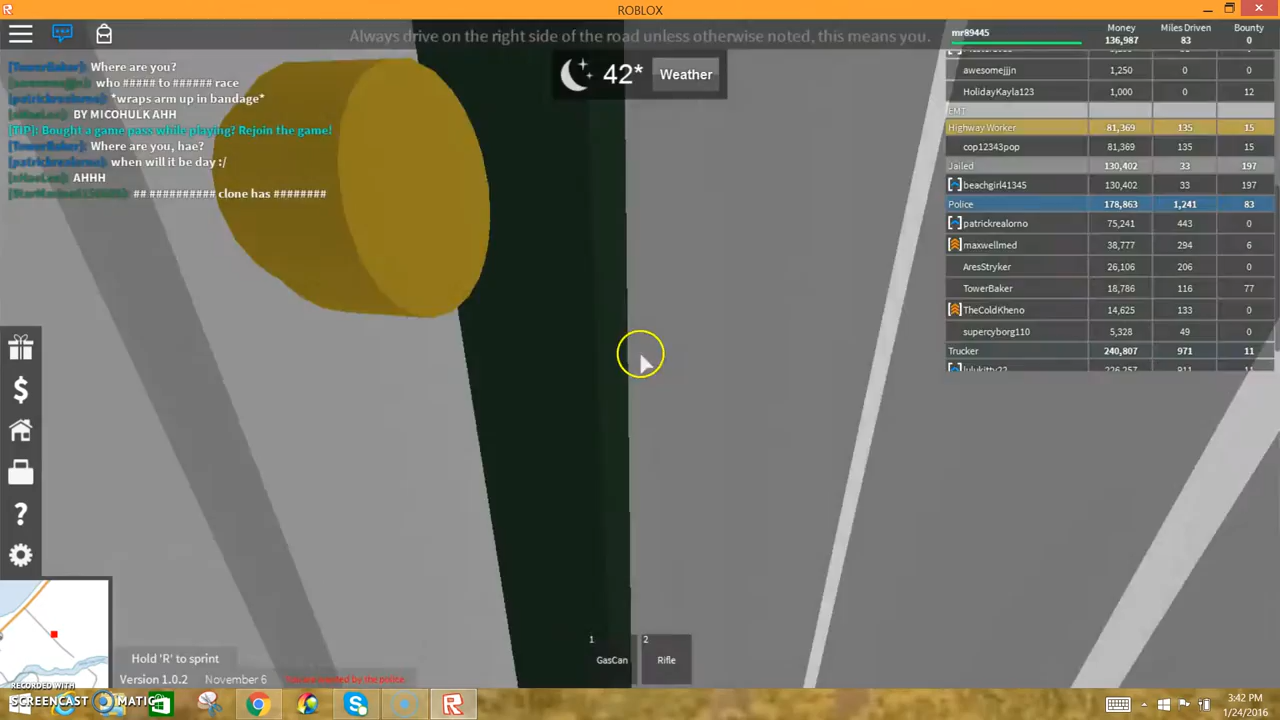 ROBLOX
Always drive on the right side of the road unless otherwise noted, this means you.
42*
Weather
[TowerBaker]: Where are you?
who ##### to ###### race
[patrickrealorno]: *wraps arm up in bandage*
BY MICOHULK AHH
[TIP]: Bought a game pass while playing? Rejoin the game!
[TowerBaker]: Where are you, hae?
[patrickrealorno]: when will it be day :/
AHHH
## ########## clone has ########
mr89445
136,987
Money
Miles Driven
83
Bounty
0
awesomejjjn 1,250 0 0
HolidayKayla123 1,000 0 12
EMT
Highway Worker 81,369 135 15
cop12343pop 81,369 135 15
Jailed 130,402 33 197
beachgirl41345 130,402 33 197
Police 178,863 1,241 83
patrickrealorno 75,241 443 0
maxwellmed 38,777 294 6
AresStryker 26,106 206 0
TowerBaker 18,786 116 77
TheColdKheno 14,625 133 0
supercyborg110 5,328 49 0
Trucker 240,807 971 11
Hold 'R' to sprint
Version 1.0.2 November 6
1
GasCan
2
Rifle
RECORDED WITH
SCREENCAST MATIC
3:42 PM
1/24/2016